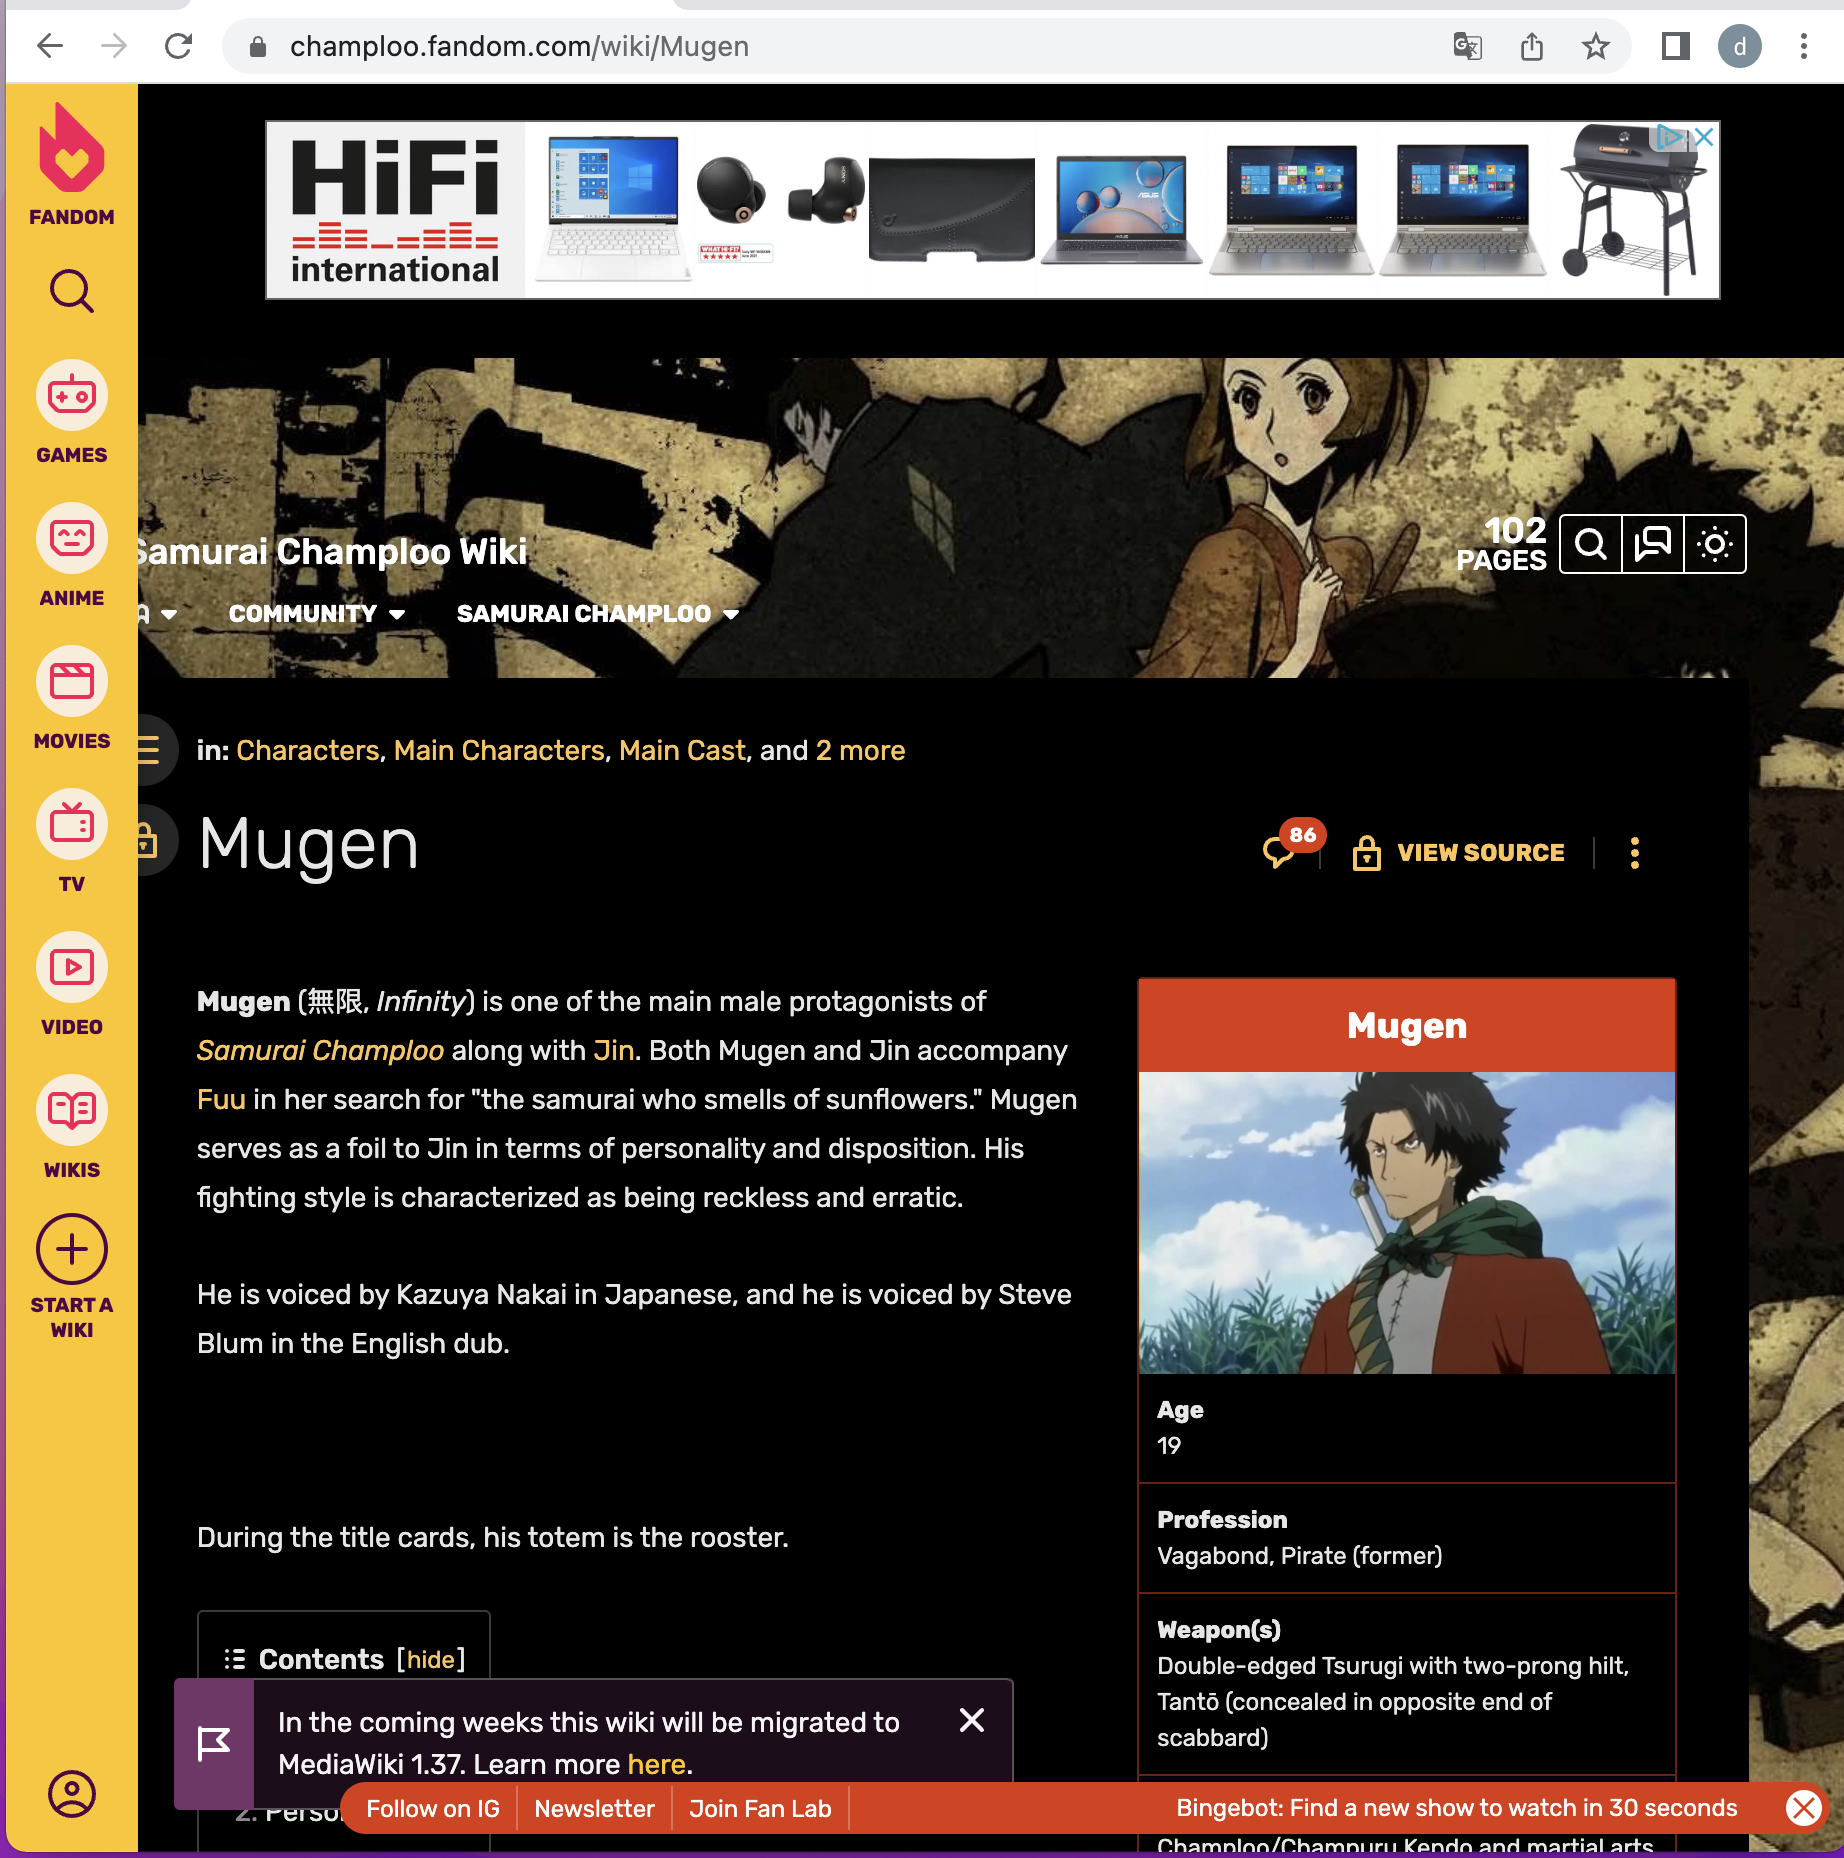 champloo.fandom.com/wiki/Mugen
d
FANDOM
GAMES
ANIME
MOVIES
TV
VIDEO
WIKIS
START A
WIKI
HiFi
international
SONY
WHAT HI-FI?
ASUS
Samurai Champloo Wiki
102
PAGES
COMMUNITY
SAMURAI CHAMPLOO
in: Characters, Main Characters, Main Cast, and 2 more
Mugen
86
VIEW SOURCE
Mugen (無限, Infinity) is one of the main male protagonists of
Samurai Champloo along with Jin. Both Mugen and Jin accompany
Fuu in her search for "the samurai who smells of sunflowers." Mugen
serves as a foil to Jin in terms of personality and disposition. His
fighting style is characterized as being reckless and erratic.
He is voiced by Kazuya Nakai in Japanese, and he is voiced by Steve
Blum in the English dub.
During the title cards, his totem is the rooster.
Contents [hide]
2. Perso
Mugen
Age
19
Profession
Vagabond, Pirate (former)
Weapon(s)
Double-edged Tsurugi with two-prong hilt,
Tantō (concealed in opposite end of
scabbard)
Champloo/Champuru Kendo and martial arts
In the coming weeks this wiki will be migrated to
MediaWiki 1.37. Learn more here.
Follow on IG
Newsletter
Join Fan Lab
Bingebot: Find a new show to watch in 30 seconds